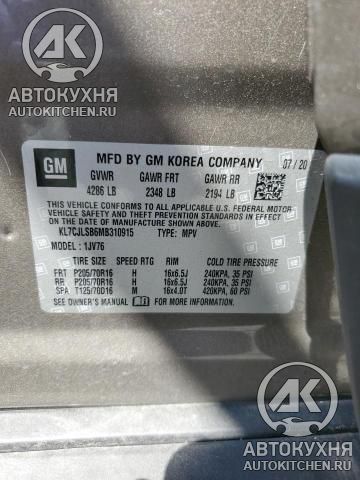 АК
АВТОКУХНЯ
AUTOKITCHEN.RU
GM
MFD BY GM KOREA COMPANY 07/20
GVWR GAWR FRT GAWR RR
4286 LB 2348 LB 2194 LB
THIS VEHICLE CONFORMS TO ALL APPLICABLE U.S. FEDERAL MOTOR
VEHICLE SAFETY, BUMPER, AND THEFT PREVENTION STANDARDS IN
EFFECT ON THE DATE OF MANUFACTURE SHOWN ABOVE.
KL7CJLSB6MB310915 TYPE: MPV
MODEL: 1JV76
TIRE SIZE SPEED RTG RIM COLD TIRE PRESSURE
FRT P205/70R16 H 16x6.5J 240KPA, 35 PSI
RR P205/70R16 H 16x6.5J 240KPA, 35 PSI
SPA T125/70D16 M 16x4.0T 420KPA, 60 PSI
SEE OWNER'S MANUAL FOR MORE INFORMATION.
АК
АВТОКУХНЯ
AUTOKITCHEN.RU